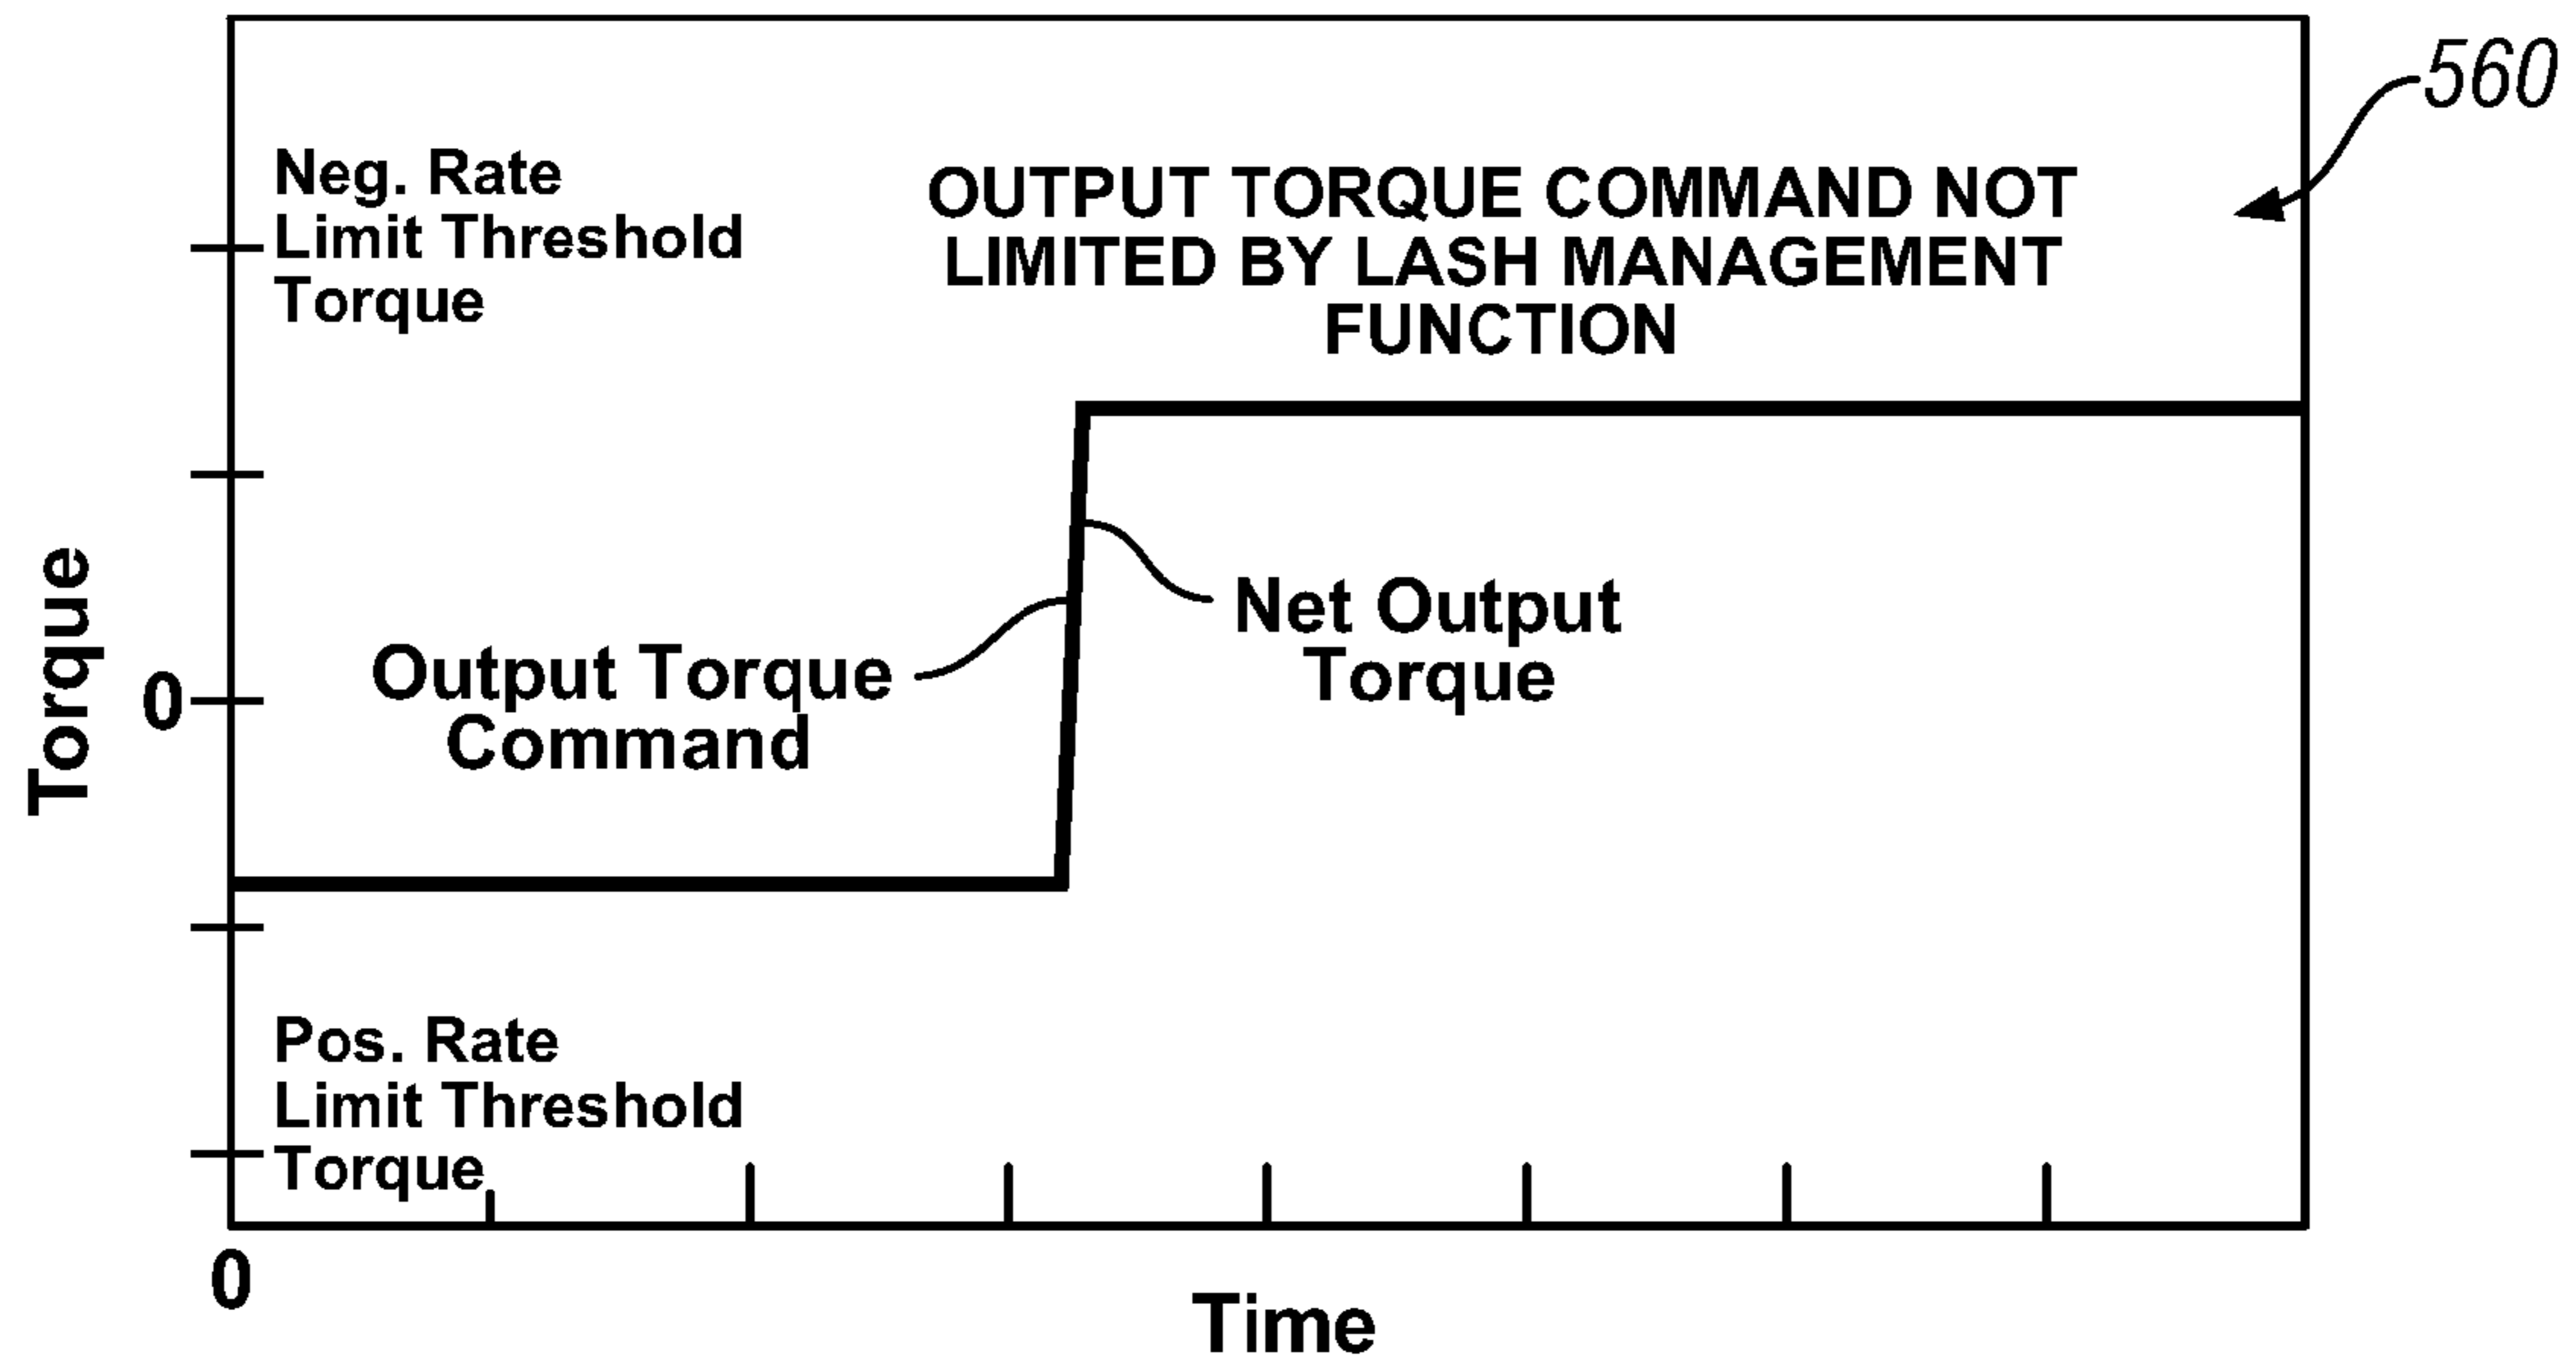 560
Neg. Rate
Limit Threshold
Torque
OUTPUT TORQUE COMMAND NOT
LIMITED BY LASH MANAGEMENT
FUNCTION
Torque
0
Output Torque
Command
Net Output
Torque
Pos. Rate
Limit Threshold
Torque
0
Time